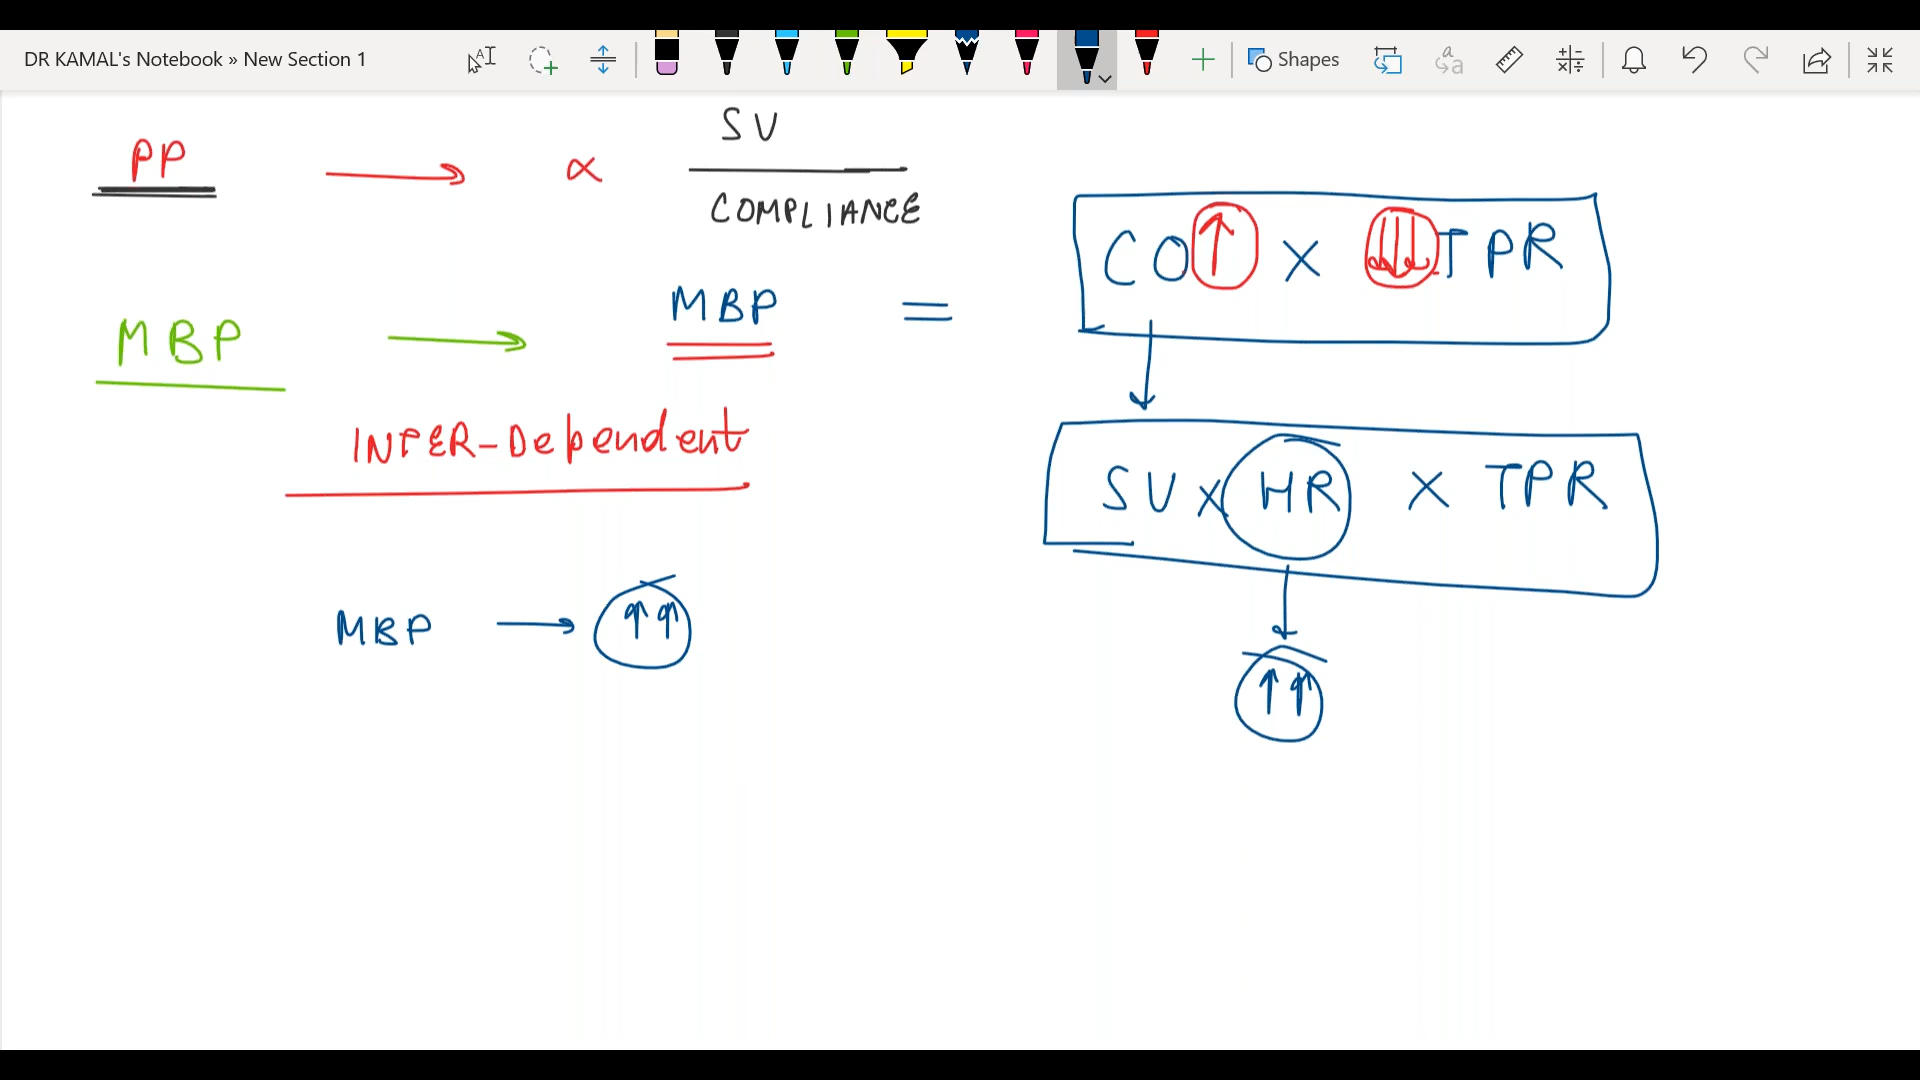 DR KAMAL's Notebook » New Section 1
Shapes
PP → ∝ SV
COMPLIANCE
MBP → MBP = CO↑ X ↓↓↓TPR
INTER-Dependent
SV X HR X TPR
MBP → ↑↑
↑↑